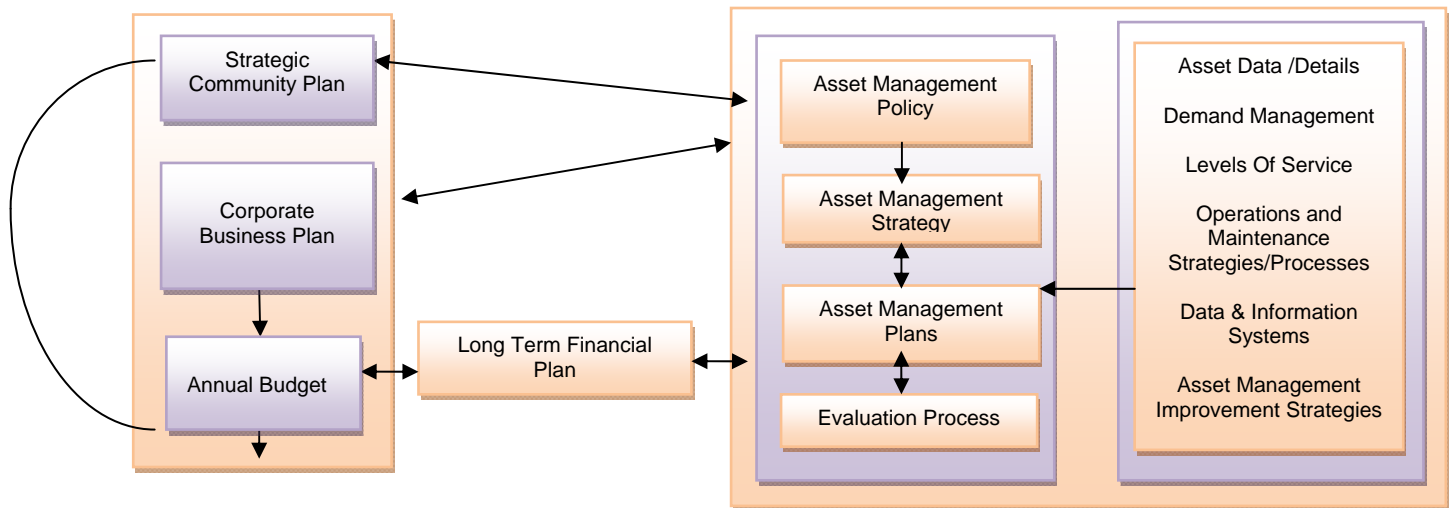 Strategic
Community Plan
Corporate
Business Plan
Annual Budget
Long Term Financial
Plan
Asset Management
Policy
Asset Management
Strategy
Asset Management
Plans
Evaluation Process
Asset Data /Details
Demand Management
Levels Of Service
Operations and
Maintenance
Strategies/Processes
Data & Information
Systems
Asset Management
Improvement Strategies